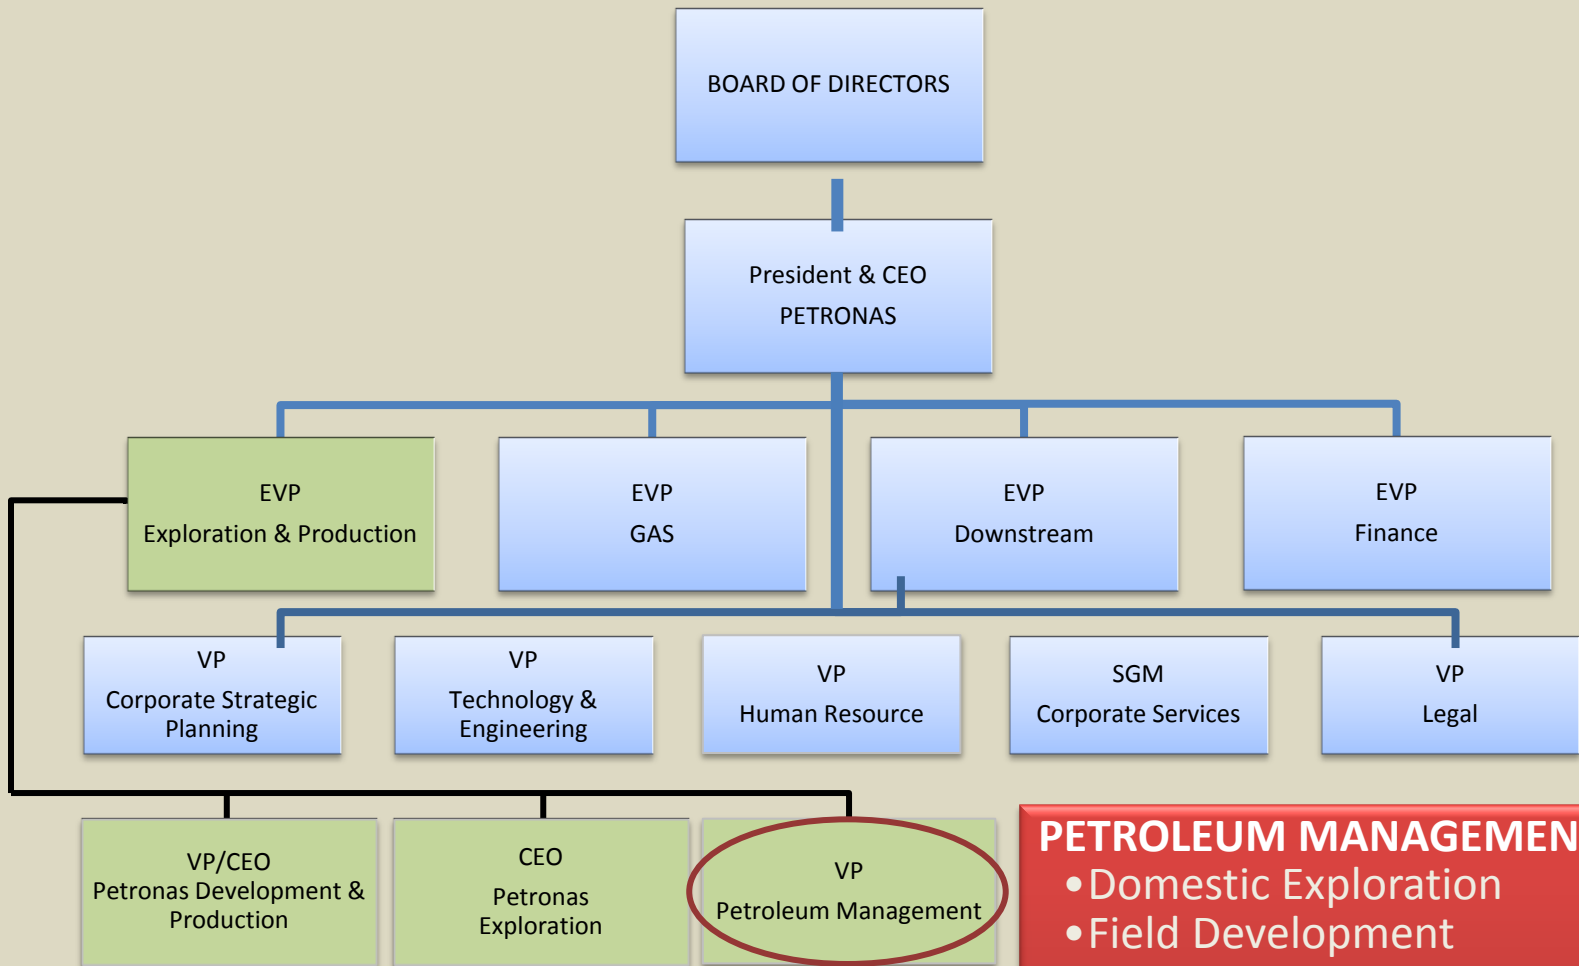 BOARD OF DIRECTORS
President & CEO
PETRONAS
EVP
Exploration & Production
EVP
GAS
EVP
Downstream
EVP
Finance
VP
Corporate Strategic
Planning
VP
Technology &
Engineering
VP
Human Resource
SGM
Corporate Services
VP
Legal
VP/CEO
Petronas Development &
Production
CEO
Petronas
Exploration
VP
Petroleum Management
PETROLEUM MANAGEMEN
•Domestic Exploration
•Field Development